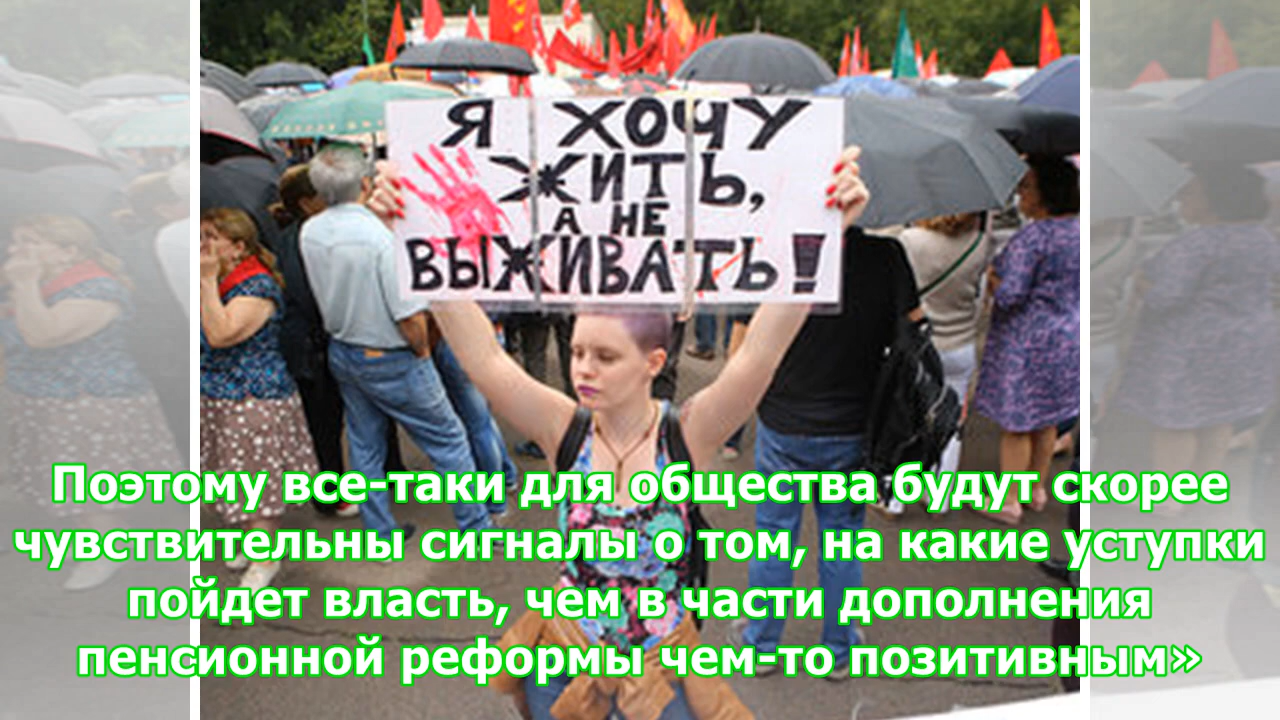 Я ХОЧУ
ЖИТЬ,
А НЕ
ВЫЖИВАТЬ!
Поэтому все-таки для общества будут скорее
чувствительны сигналы о том, на какие уступки
пойдет власть, чем в части дополнения
пенсионной реформы чем-то позитивным»